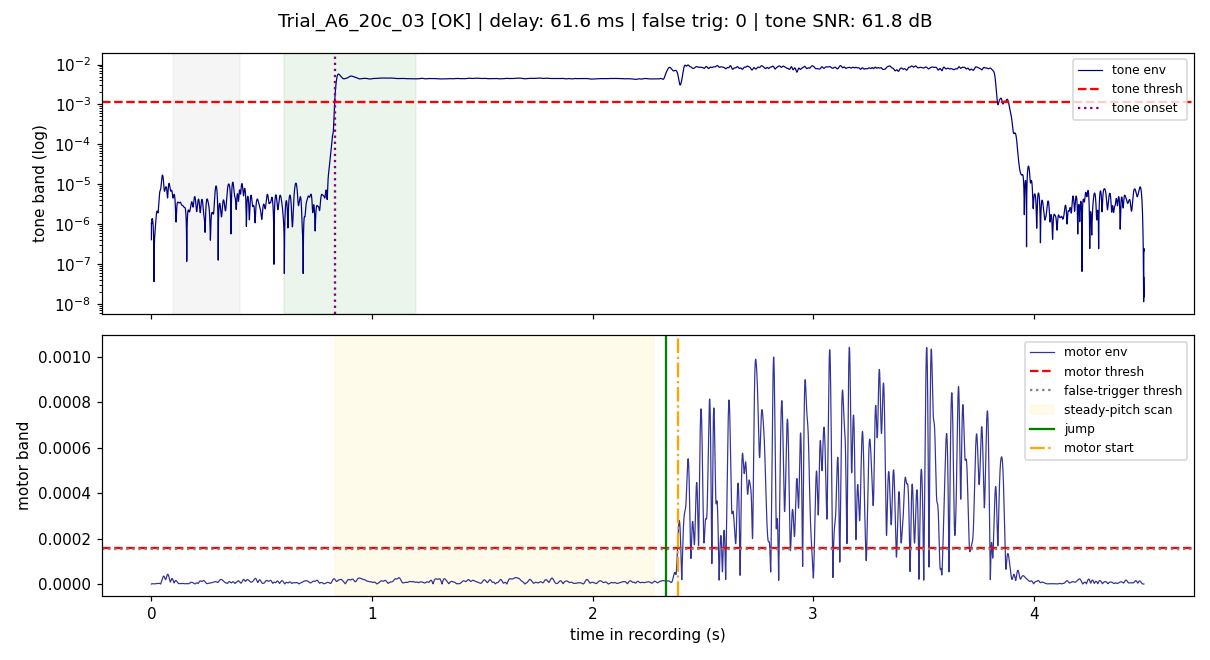 Trial_A6_20c_03 [OK] | delay: 61.6 ms | false trig: 0 | tone SNR: 61.8 dB
tone band (log)
10⁻²
10⁻³
10⁻⁴
10⁻⁵
10⁻⁶
10⁻⁷
10⁻⁸
tone env
tone thresh
tone onset
motor band
0.0010
0.0008
0.0006
0.0004
0.0002
0.0000
motor env
motor thresh
false-trigger thresh
steady-pitch scan
jump
motor start
0 1 2 3 4
time in recording (s)